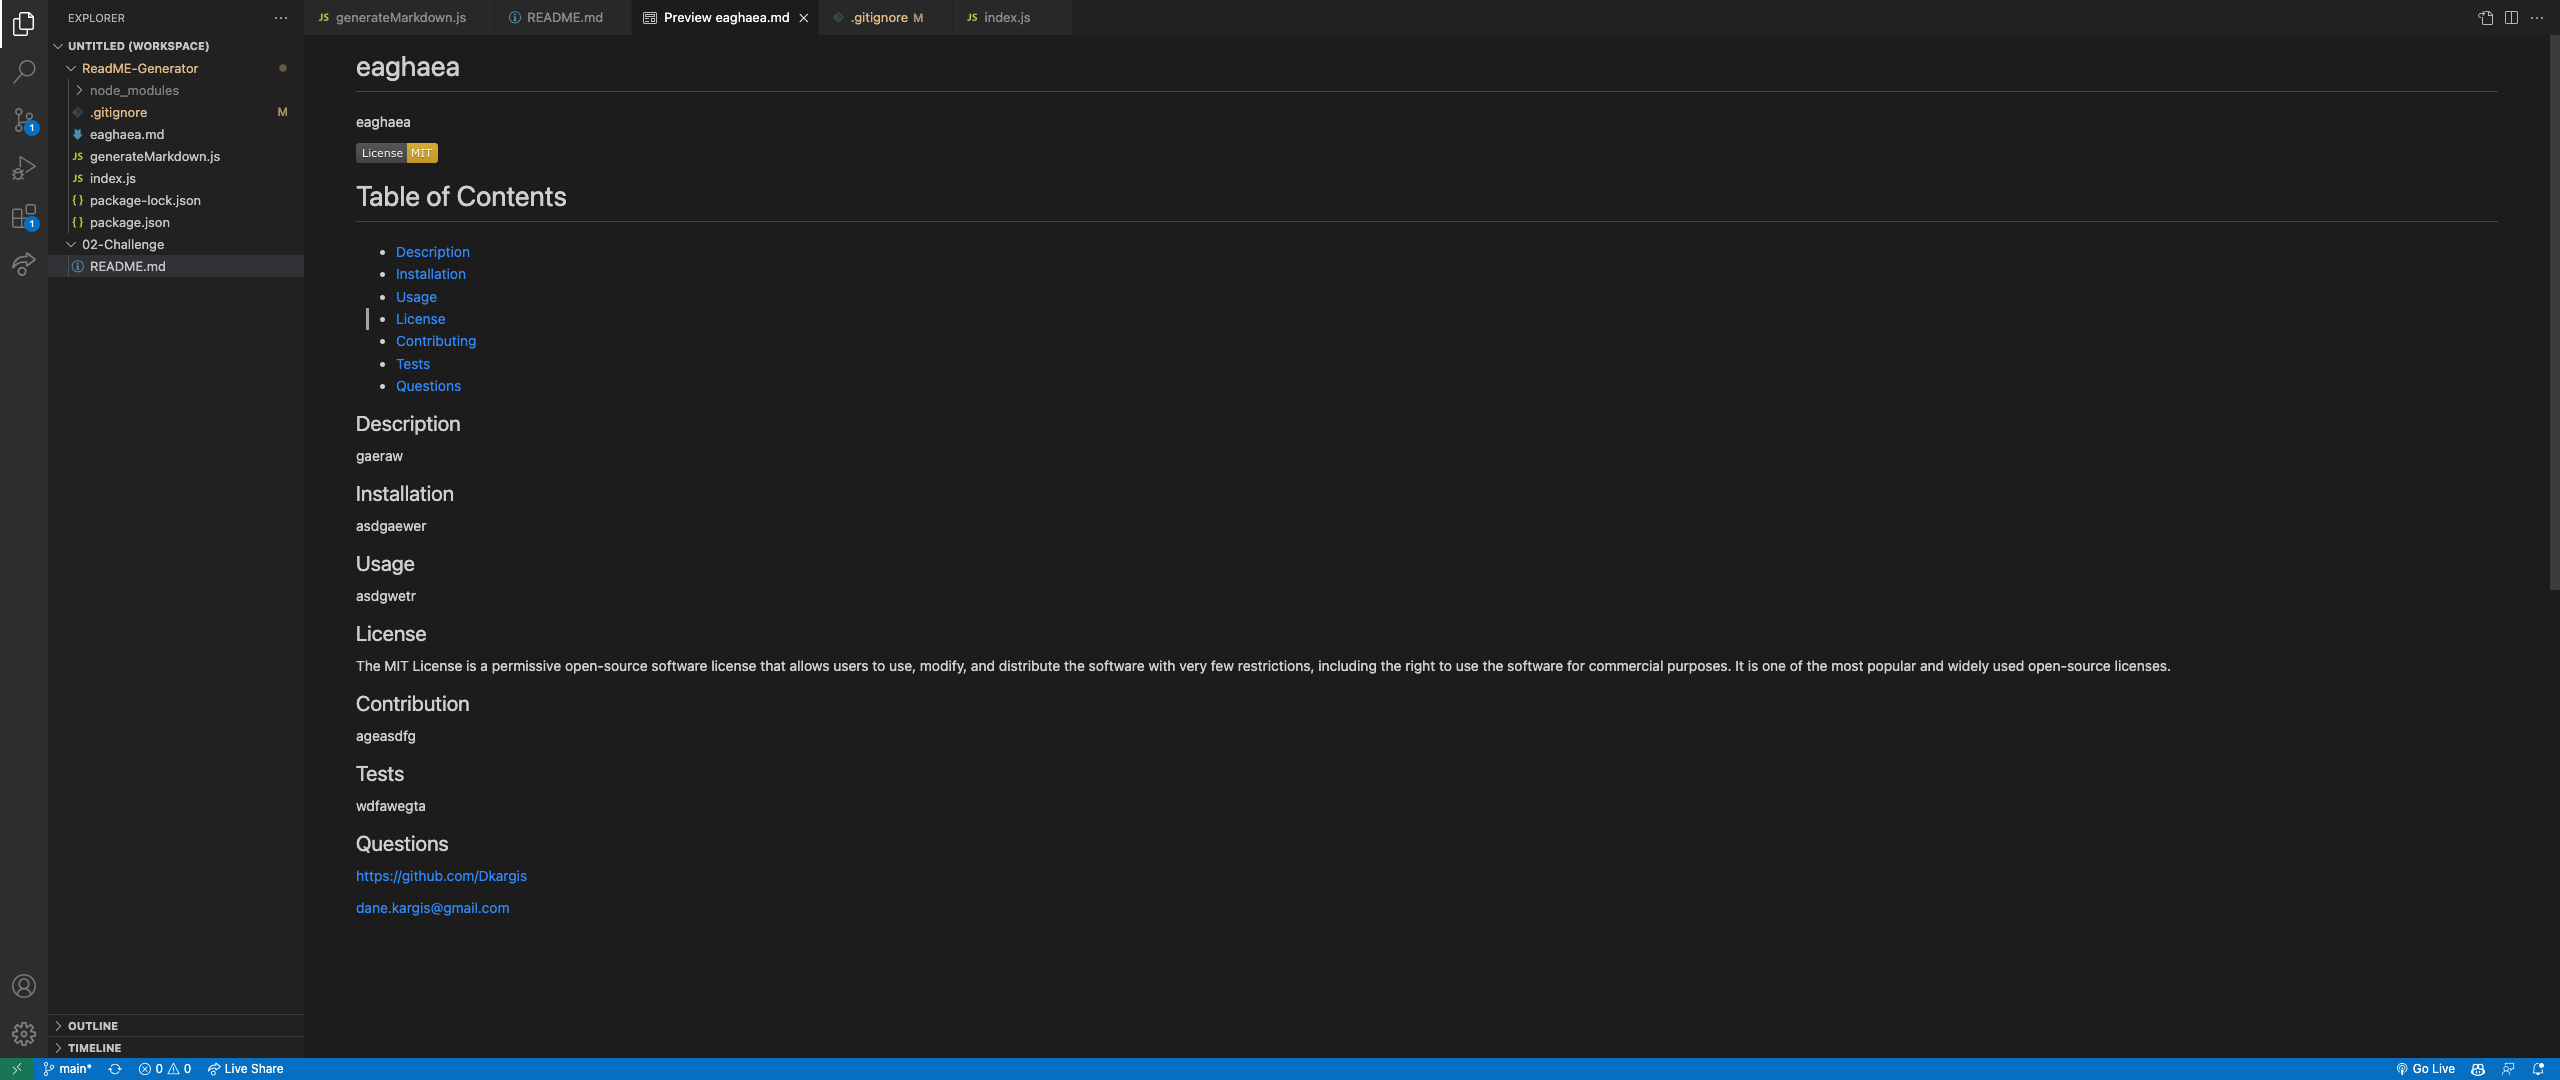 EXPLORER
UNTITLED (WORKSPACE)
ReadME-Generator
node_modules
.gitignore M
eaghaea.md
JS generateMarkdown.js
JS index.js
{} package-lock.json
{} package.json
02-Challenge
README.md
OUTLINE
TIMELINE
1
1
JS generateMarkdown.js
README.md
Preview eaghaea.md
.gitignore M
JS index.js
eaghaea
eaghaea
License MIT
Table of Contents
• Description
• Installation
• Usage
• License
• Contributing
• Tests
• Questions
Description
gaeraw
Installation
asdgaewer
Usage
asdgwetr
License
The MIT License is a permissive open-source software license that allows users to use, modify, and distribute the software with very few restrictions, including the right to use the software for commercial purposes. It is one of the most popular and widely used open-source licenses.
Contribution
ageasdfg
Tests
wdfawegta
Questions
https://github.com/Dkargis
dane.kargis@gmail.com
main* 0 0 Live Share
Go Live